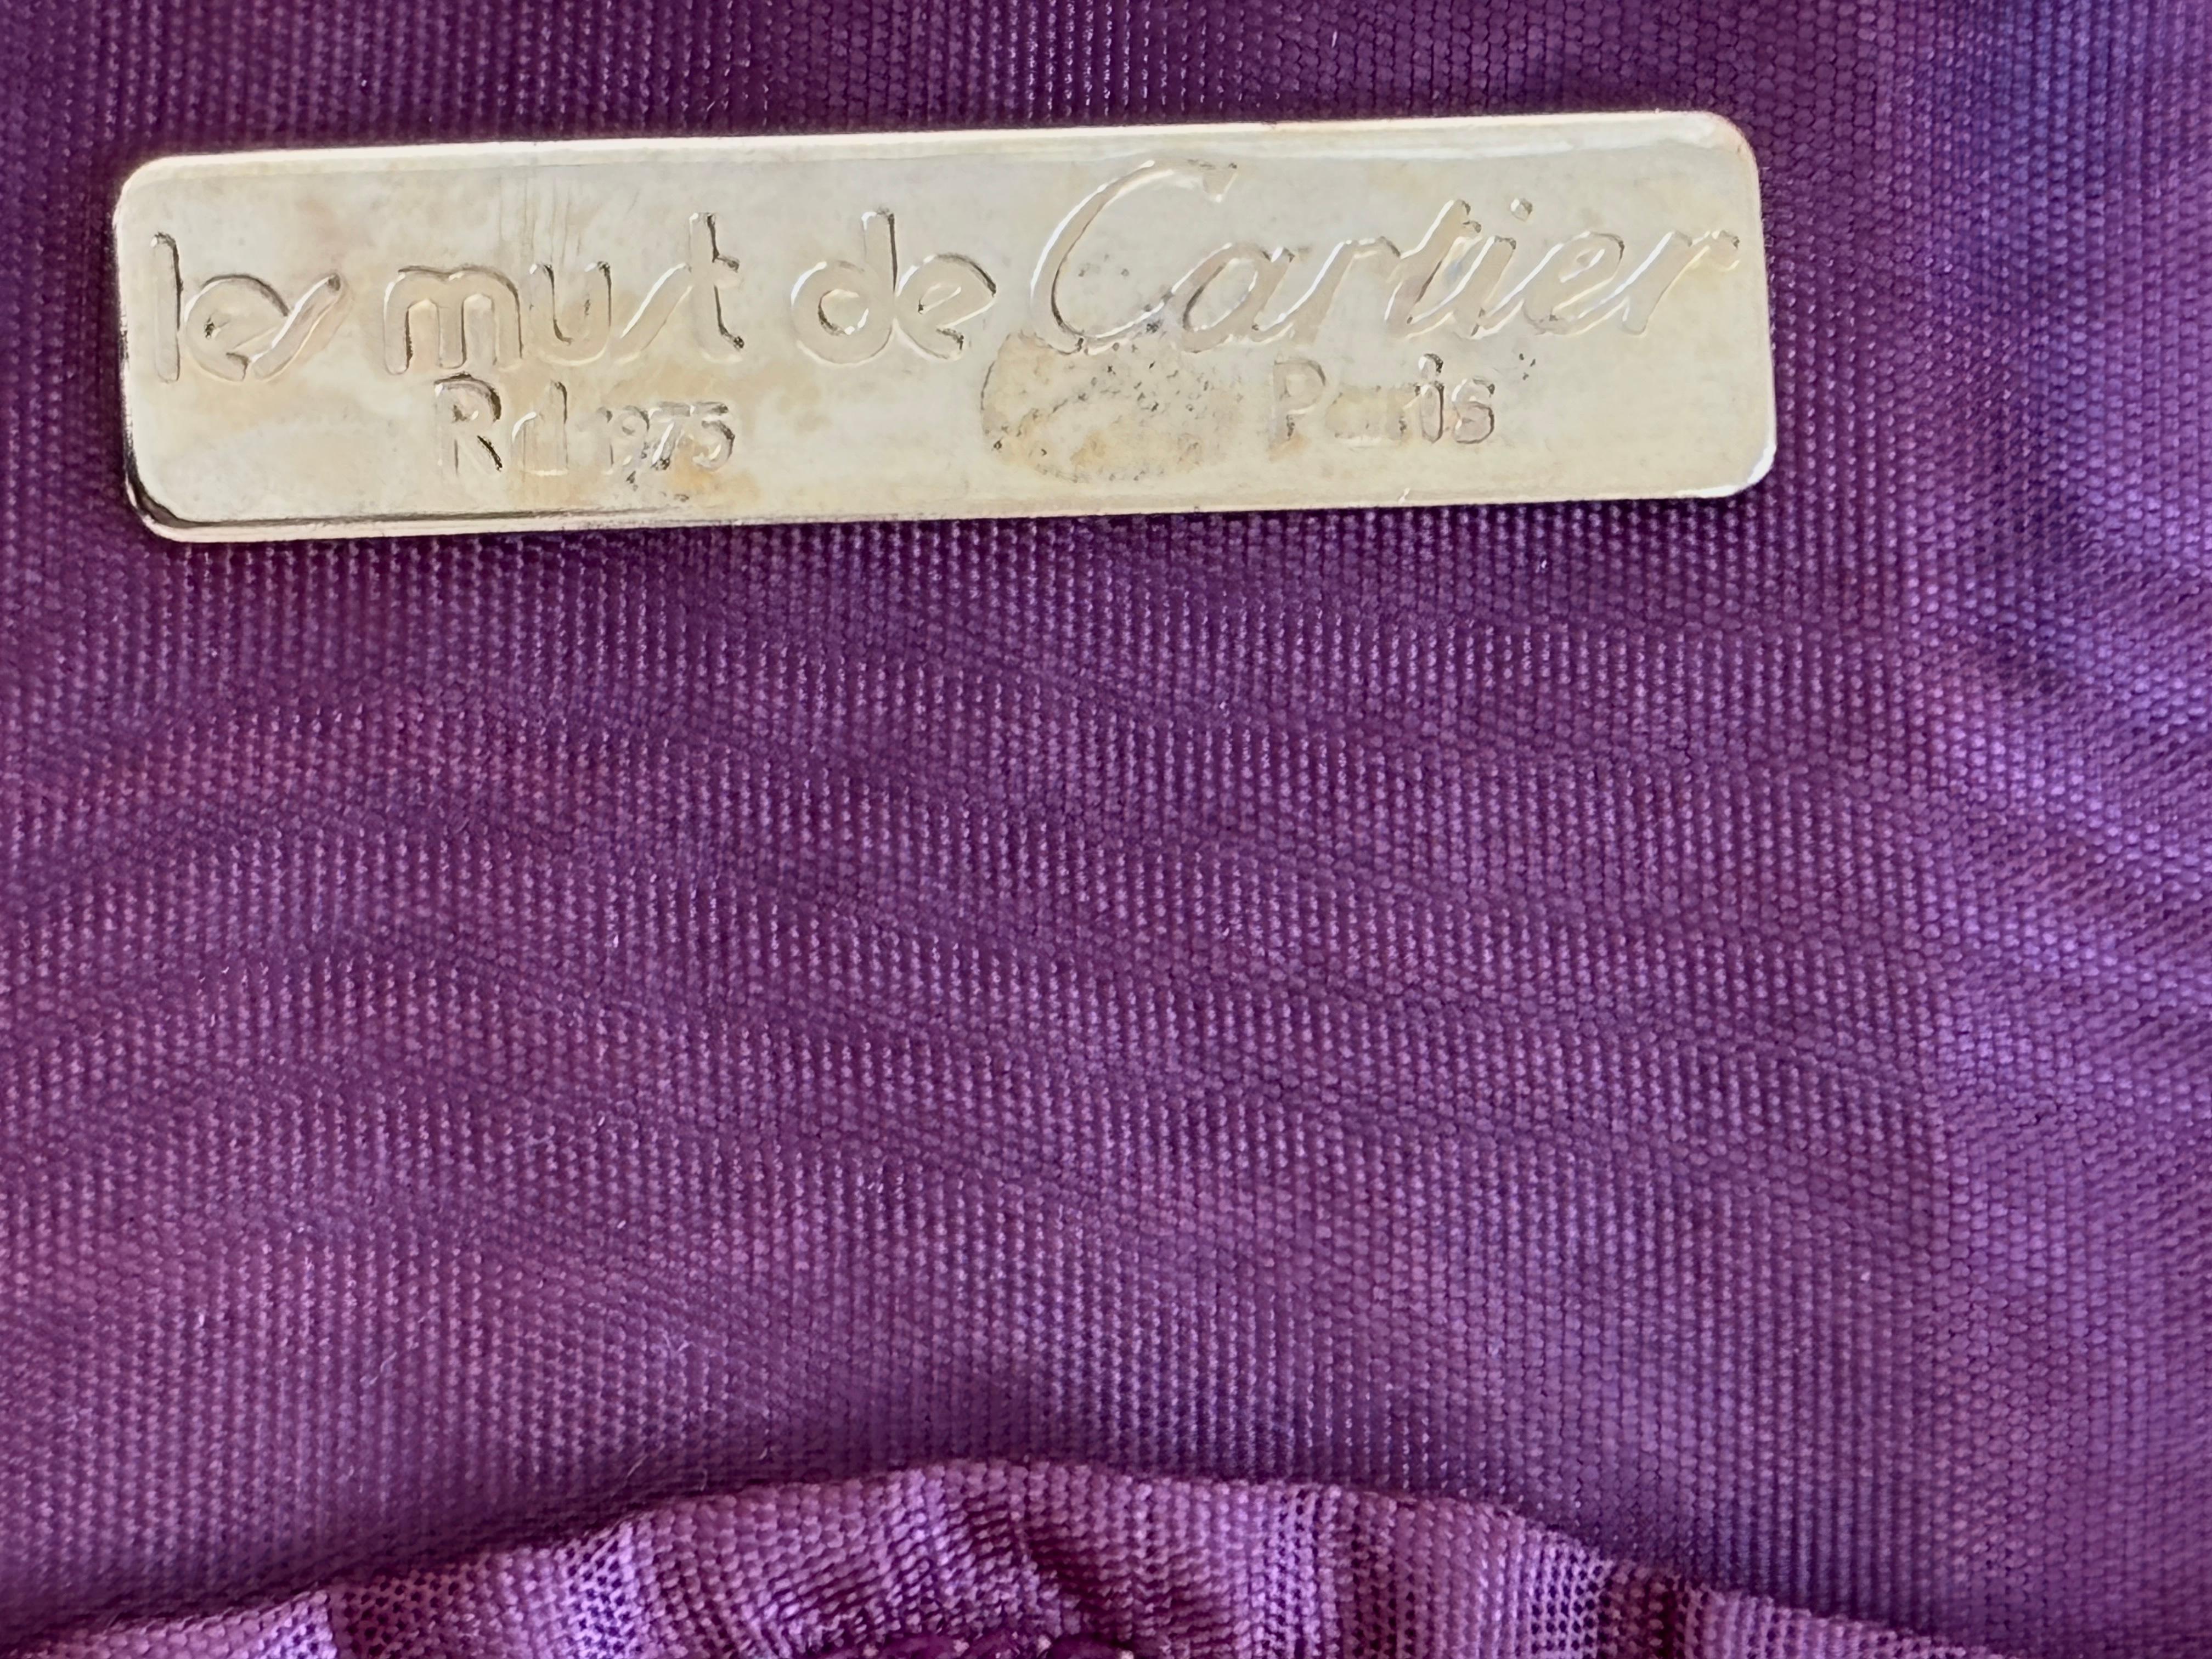 les must de Cartier
Rd 1975 Paris